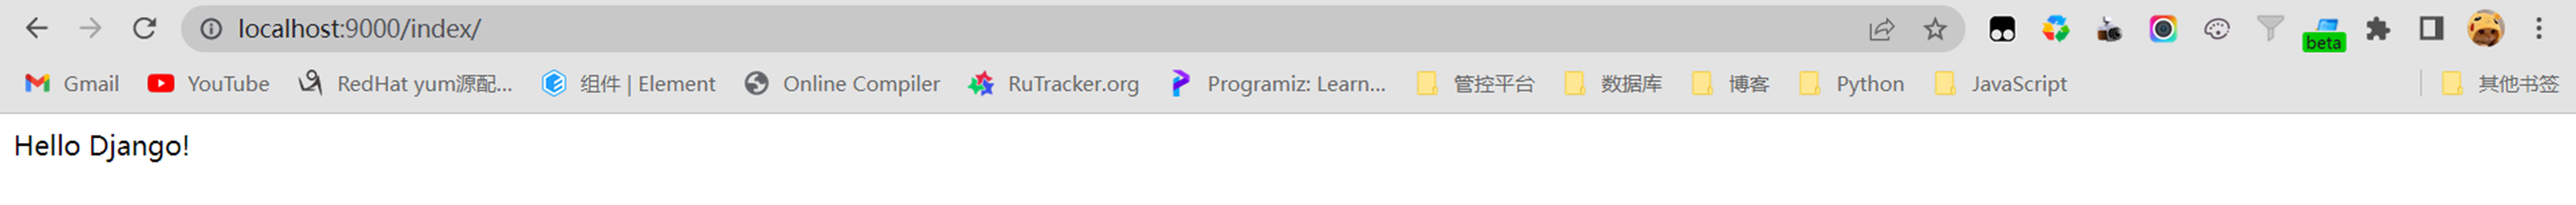 localhost:9000/index/
beta
Gmail YouTube RedHat yum源配... 组件 | Element Online Compiler RuTracker.org Programiz: Learn... 管控平台 数据库 博客 Python JavaScript 其他书签
Hello Django!